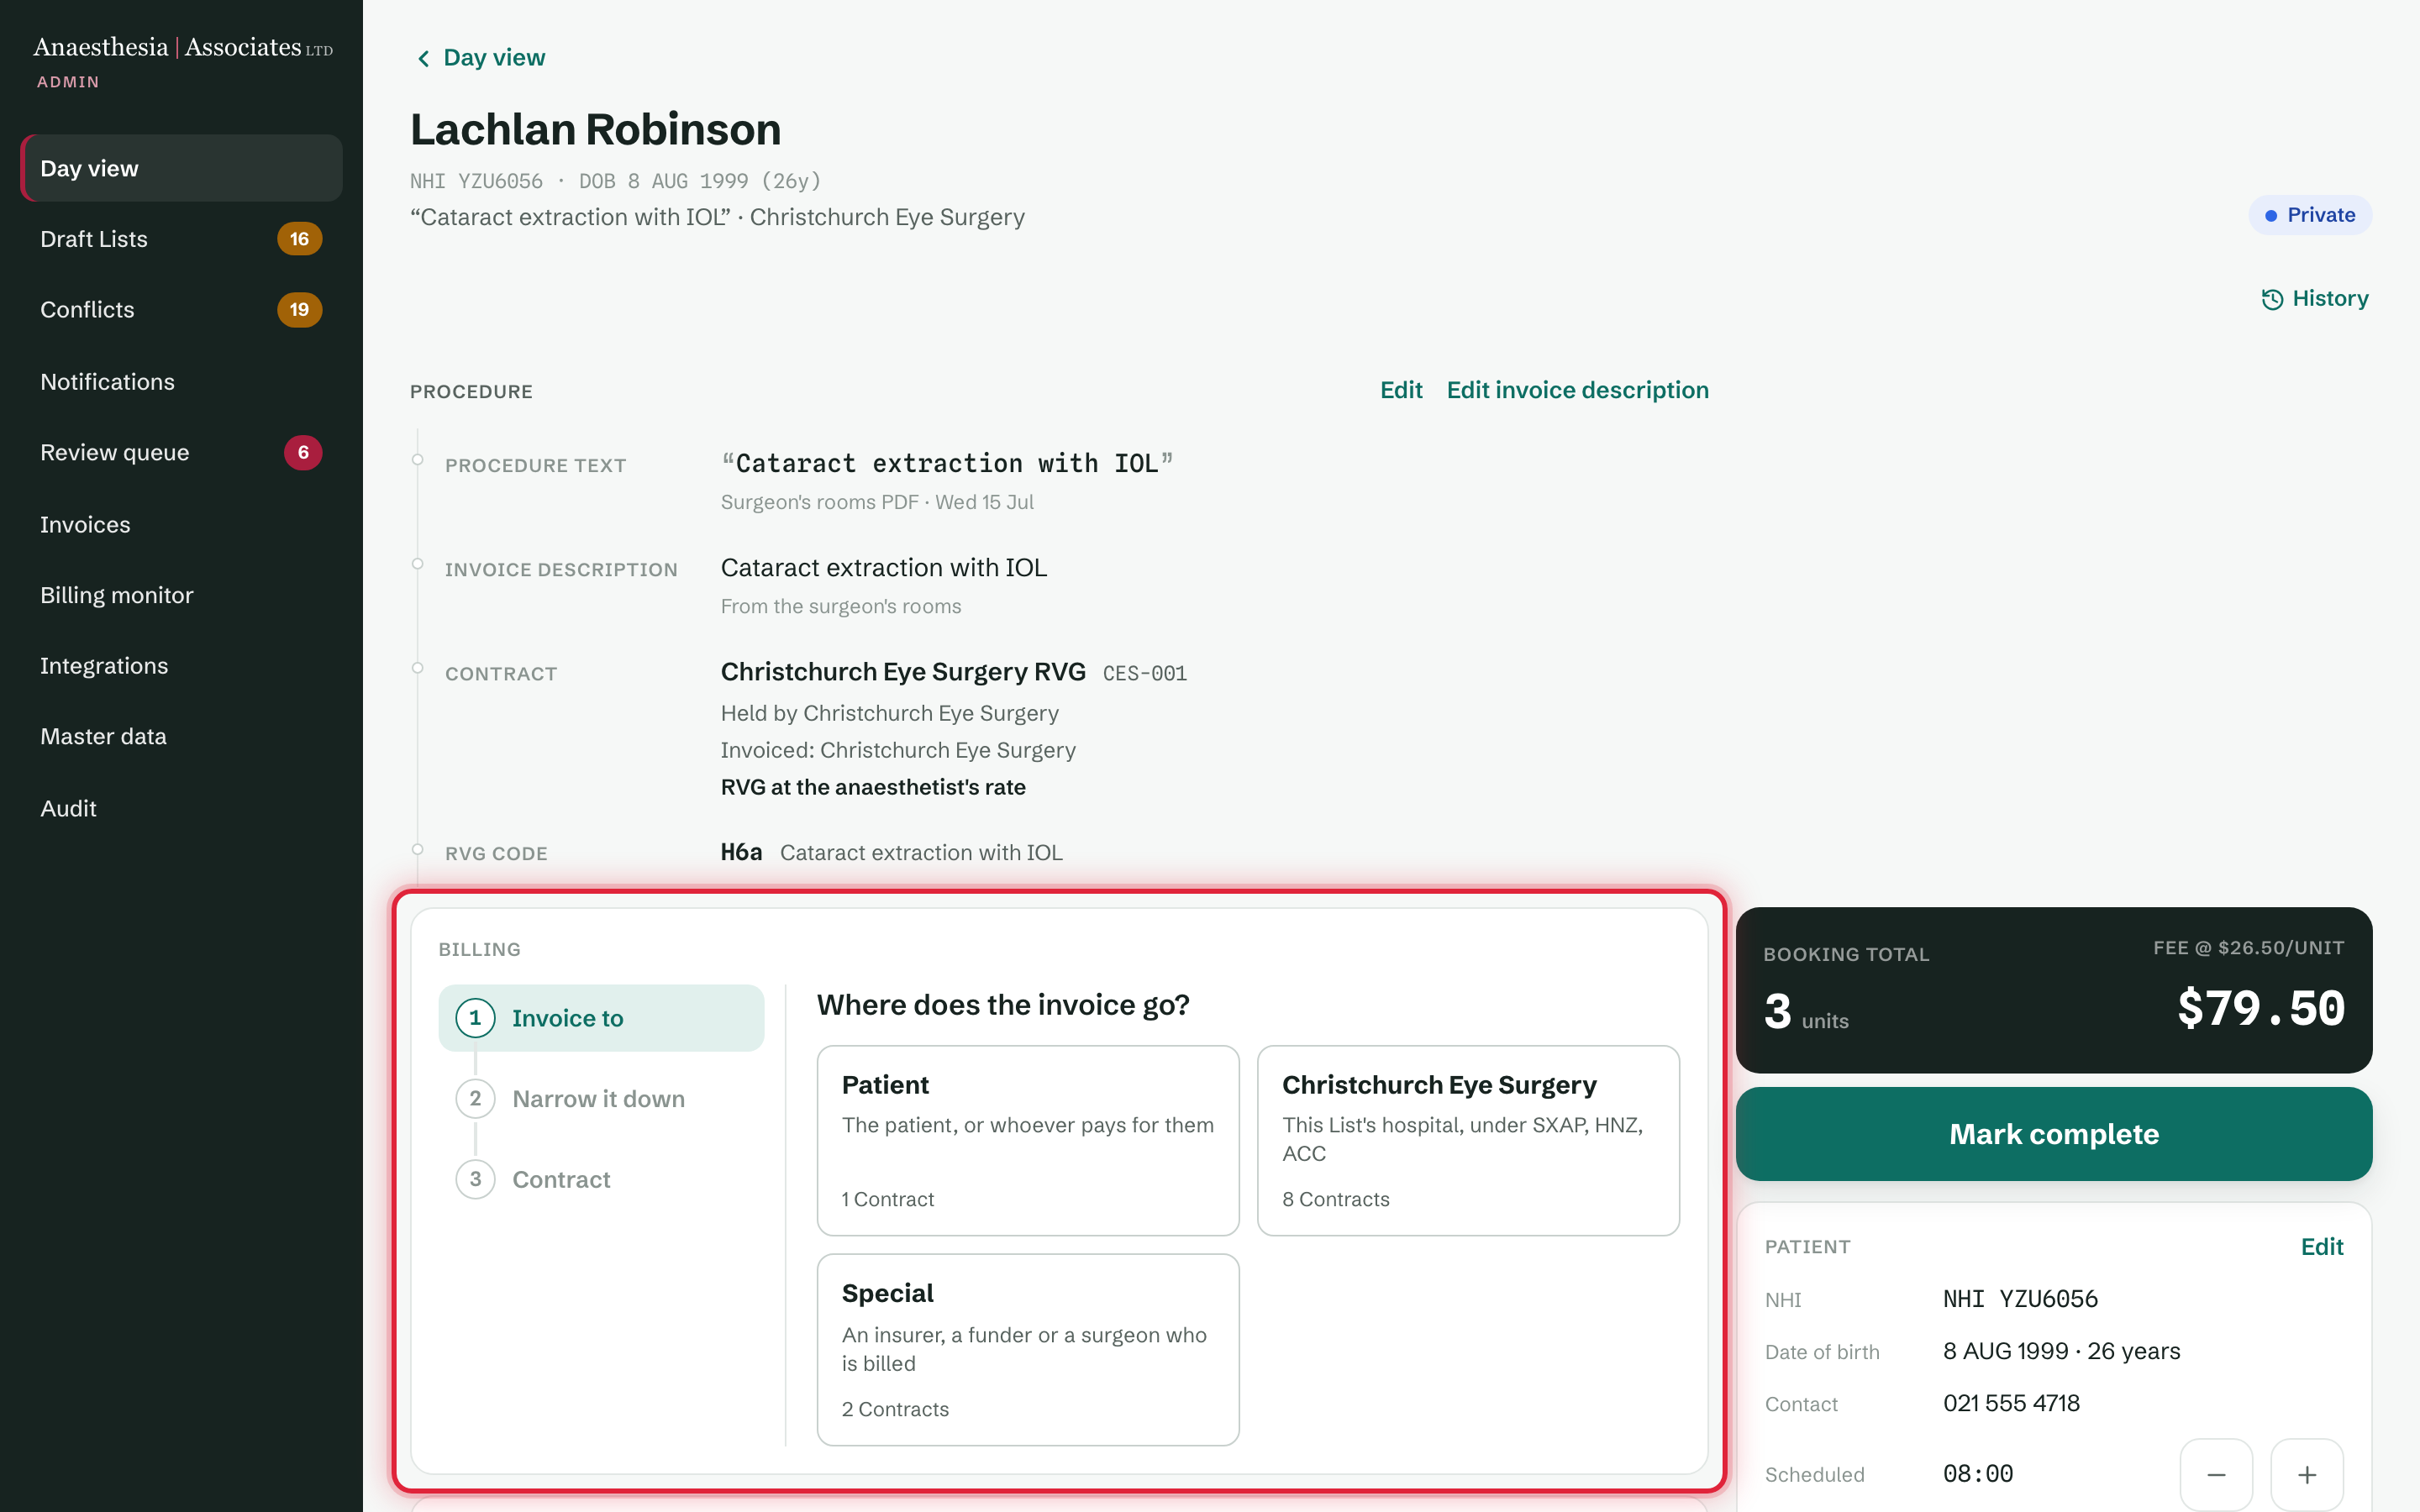 Anaesthesia | Associates LTD
ADMIN
Day view
Draft Lists 16
Conflicts 19
Notifications
Review queue 6
Invoices
Billing monitor
Integrations
Master data
Audit
Day view
Lachlan Robinson
NHI YZU6056 · DOB 8 AUG 1999 (26y)
“Cataract extraction with IOL” · Christchurch Eye Surgery
Private
History
PROCEDURE
Edit Edit invoice description
PROCEDURE TEXT
“Cataract extraction with IOL”
Surgeon's rooms PDF · Wed 15 Jul
INVOICE DESCRIPTION
Cataract extraction with IOL
From the surgeon's rooms
CONTRACT
Christchurch Eye Surgery RVG CES-001
Held by Christchurch Eye Surgery
Invoiced: Christchurch Eye Surgery
RVG at the anaesthetist's rate
RVG CODE
H6a Cataract extraction with IOL
BILLING
1 Invoice to
2 Narrow it down
3 Contract
Where does the invoice go?
Patient
The patient, or whoever pays for them
1 Contract
Christchurch Eye Surgery
This List's hospital, under SXAP, HNZ,
ACC
8 Contracts
Special
An insurer, a funder or a surgeon who
is billed
2 Contracts
BOOKING TOTAL
FEE @ $26.50/UNIT
3 units
$79.50
Mark complete
PATIENT
Edit
NHI NHI YZU6056
Date of birth 8 AUG 1999 · 26 years
Contact 021 555 4718
Scheduled 08:00 − +